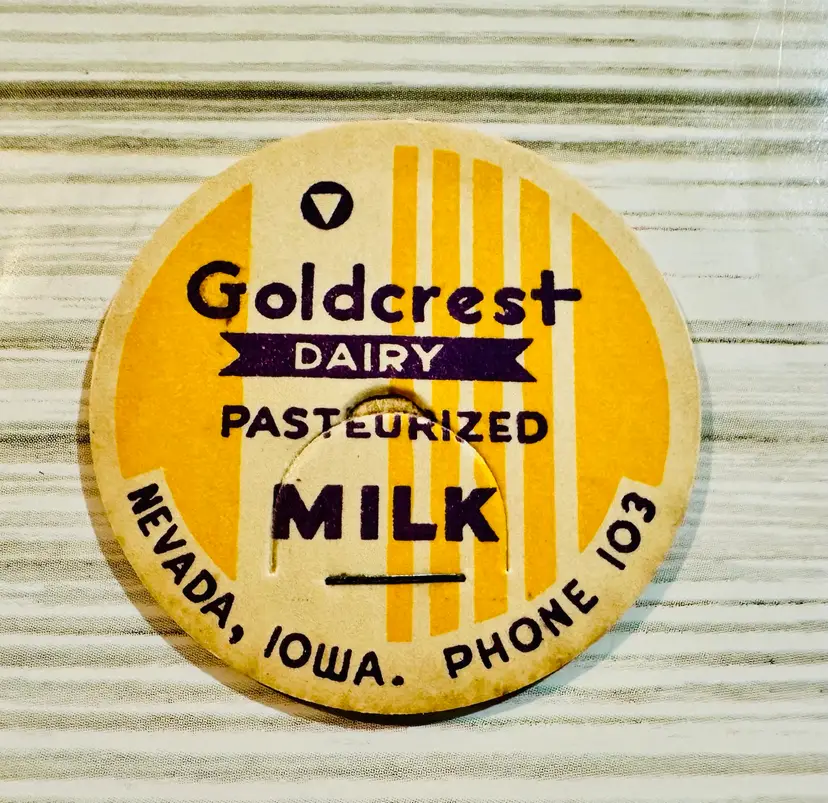 Goldcrest
DAIRY
PASTEURIZED
MILK
NEVADA, IOWA. PHONE 103